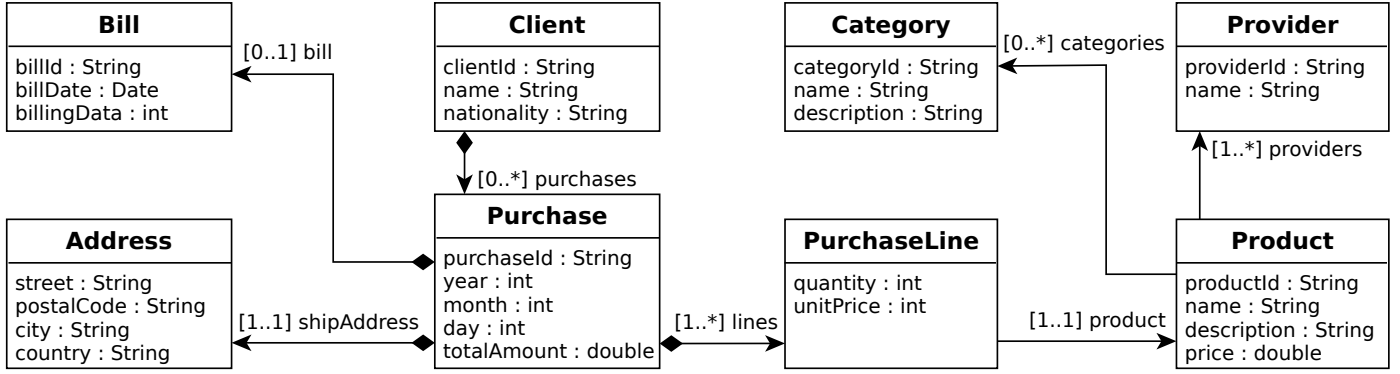 Bill
billId : String
billDate : Date
billingData : int
[0..1] bill
Client
clientId : String
name : String
nationality : String
Category
categoryId : String
name : String
description : String
[0..*] categories
Provider
providerId : String
name : String
[1..*] providers
[0..*] purchases
Address
street : String
postalCode : String
city : String
country : String
[1..1] shipAddress
Purchase
purchaseId : String
year : int
month : int
day : int
totalAmount : double
[1..*] lines
PurchaseLine
quantity : int
unitPrice : int
[1..1] product
Product
productId : String
name : String
description : String
price : double